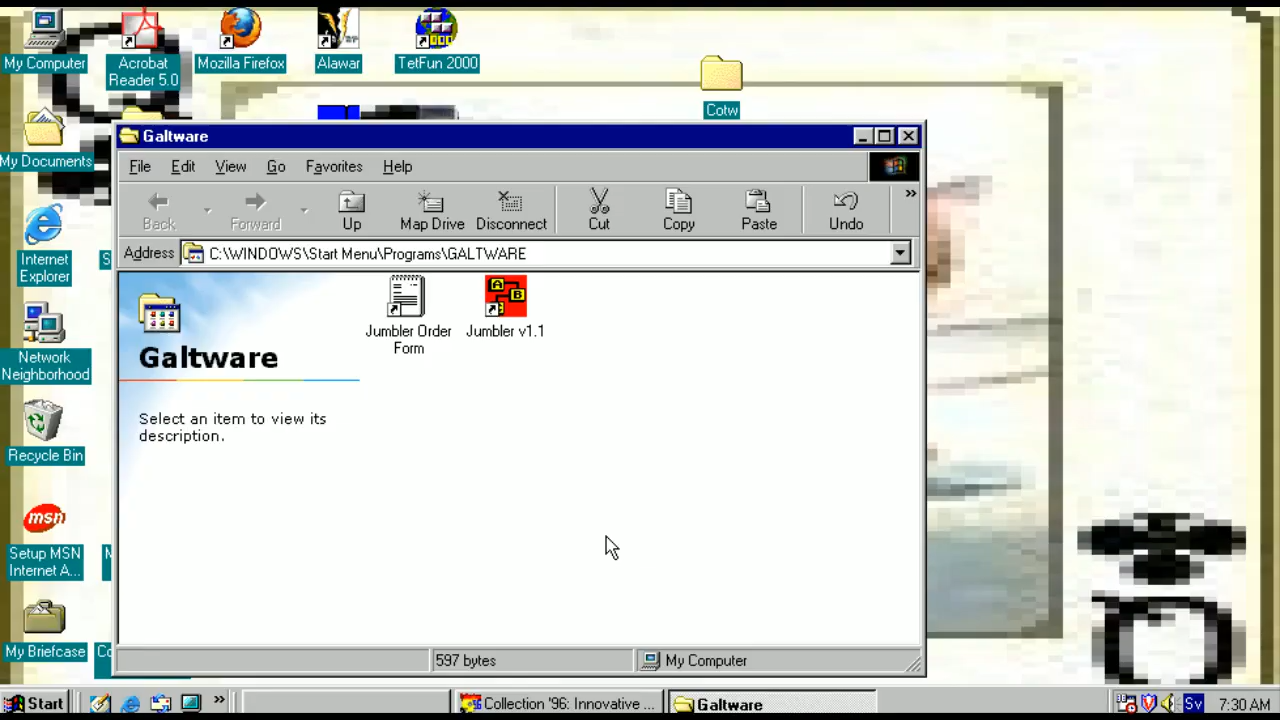 My Computer
Acrobat
Reader 5.0
Mozilla Firefox
Alawar
TetFun 2000
Cotw
My Documents
Internet
Explorer
Network
Neighborhood
Recycle Bin
msn
Setup MSN
Internet A...
My Briefcase
Galtware
File Edit View Go Favorites Help
Back Forward Up Map Drive Disconnect Cut Copy Paste Undo »
Address C:\WINDOWS\Start Menu\Programs\GALTWARE
Galtware
Select an item to view its
description.
Jumbler Order
Form
A
B
Jumbler v1.1
597 bytes
My Computer
Start » Collection '96: Innovative ... Galtware Sv 7:30 AM